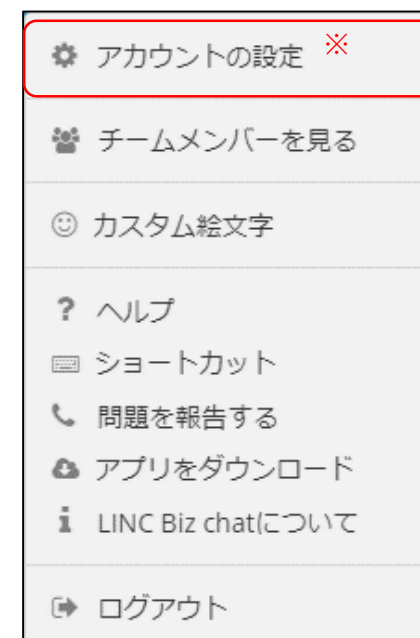 アカウントの設定 ※
チームメンバーを見る
カスタム絵文字
? ヘルプ
ショートカット
問題を報告する
アプリをダウンロード
LINC Biz chatについて
ログアウト